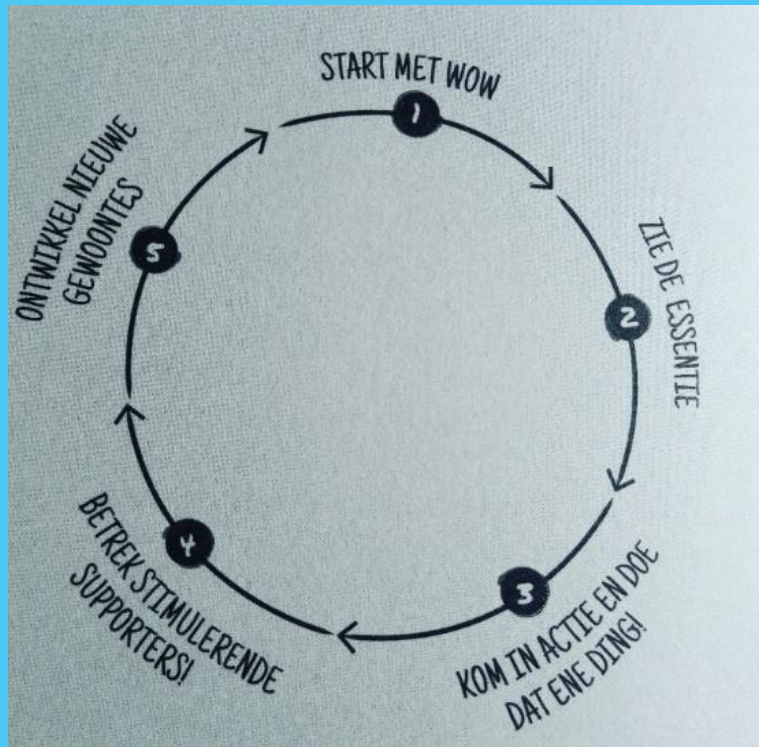 START MET WOW
1
ZIE DE ESSENTIE
2
KOM IN ACTIE EN DOE
DAT ENE DING!
3
BETREK STIMULERENDE
SUPPORTERS!
4
ONTWIKKEL NIEUWE
GEWOONTES
5